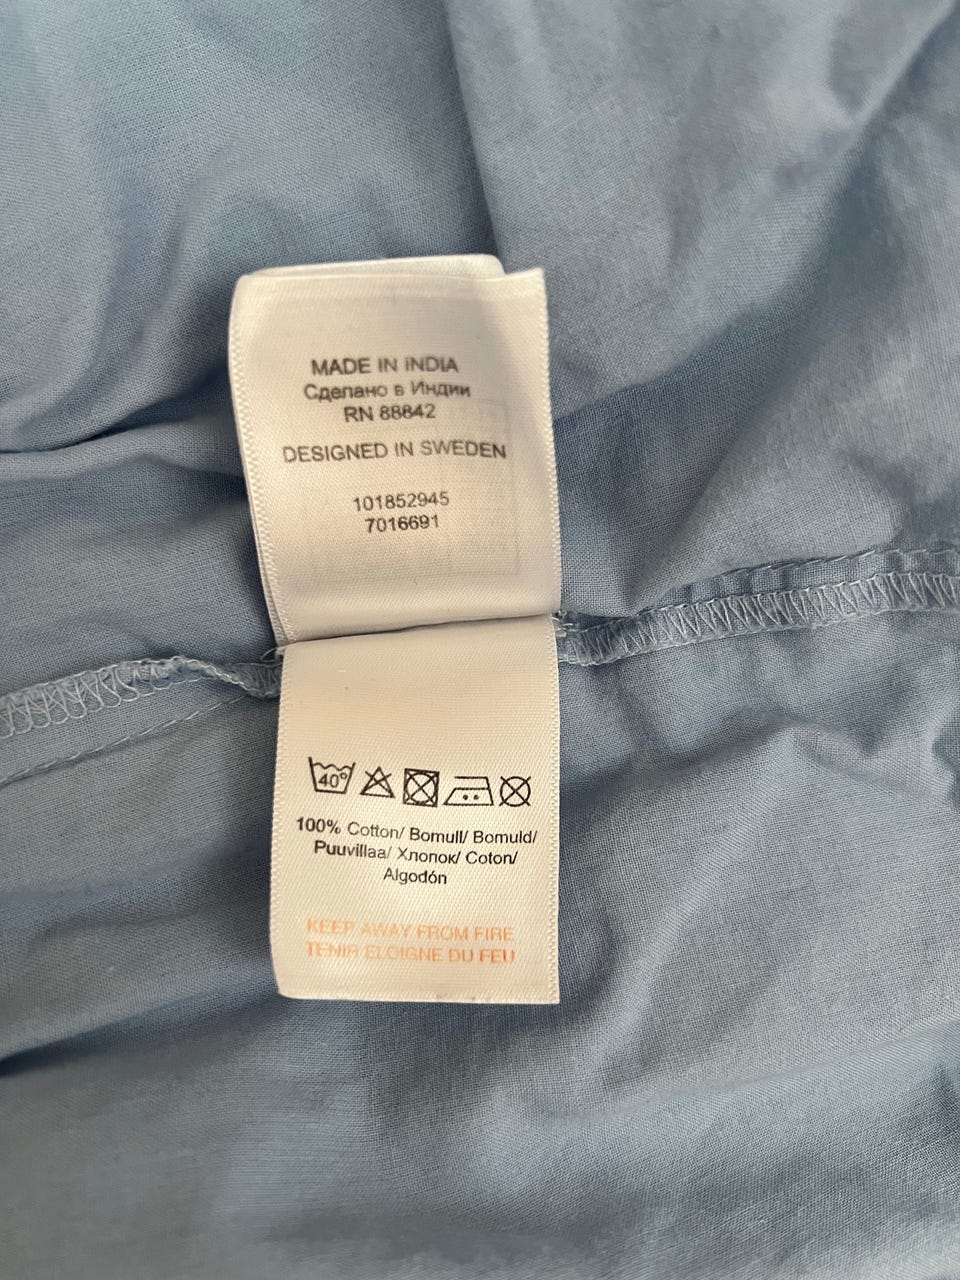 MADE IN INDIA
Сделано в Индии
RN 88842
DESIGNED IN SWEDEN
101852945
7016691
40°
100% Cotton/ Bomull/ Bomuld/
Puuvillaa/ Хлопок/ Coton/
Algodón
KEEP AWAY FROM FIRE
TENIR ELOIGNE DU FEU